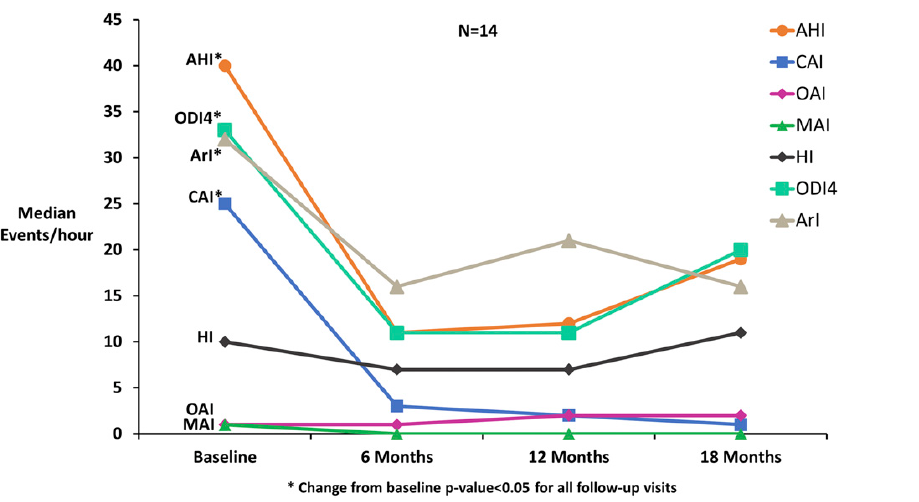 45
N=14
40
35
30
25
20
15
10
5
0
Median
Events/hour
AHI*
ODI4*
ArI*
CAI*
HI
OAI
MAI
Baseline
6 Months
12 Months
18 Months
* Change from baseline p-value<0.05 for all follow-up visits
AHI
CAI
OAI
MAI
HI
ODI4
ArI